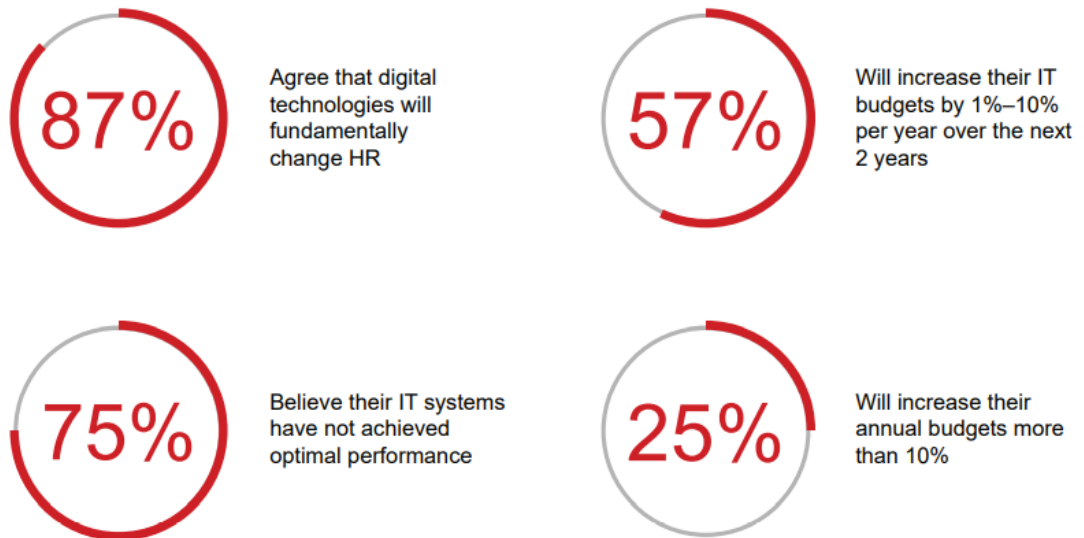 87%
Agree that digital
technologies will
fundamentally
change HR
57%
Will increase their IT
budgets by 1%–10%
per year over the next
2 years
75%
Believe their IT systems
have not achieved
optimal performance
25%
Will increase their
annual budgets more
than 10%